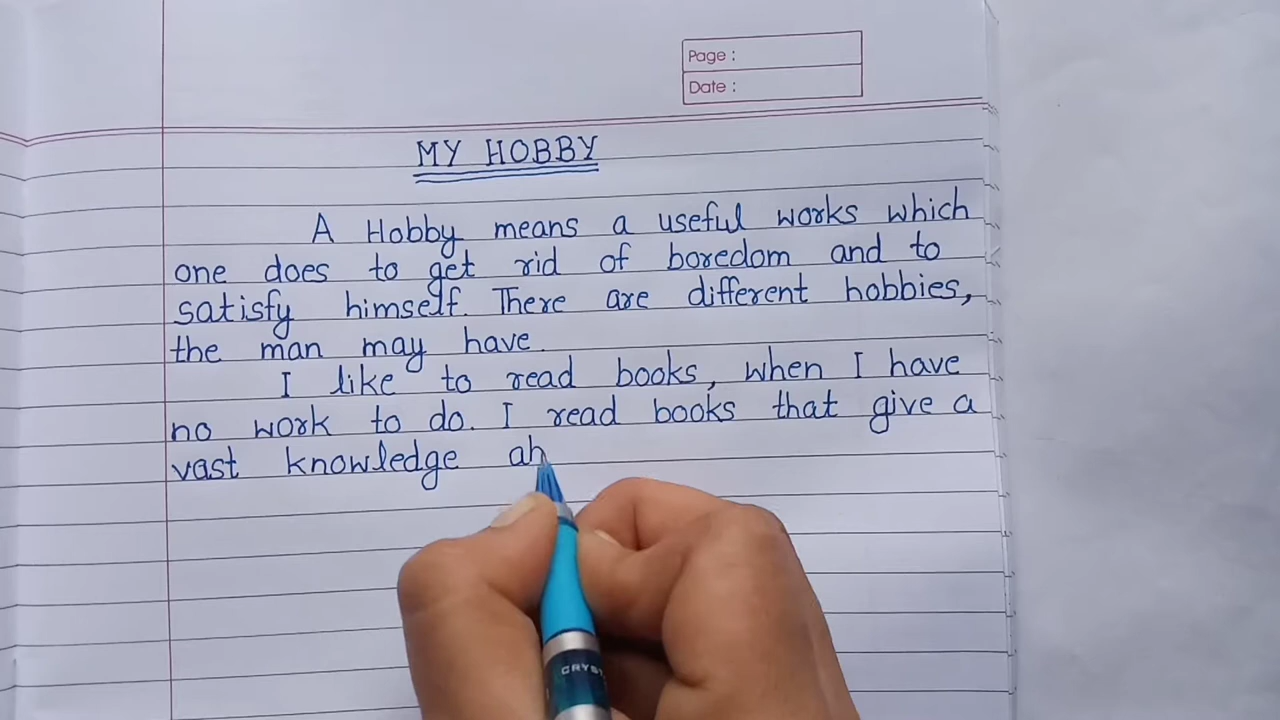 Page :
Date :
MY HOBBY
A Hobby means a useful works which
one does to get rid of boredom and to
satisfy himself. There are different hobbies,
the man may have.
I like to read books, when I have
no work to do. I read books that give a
vast knowledge